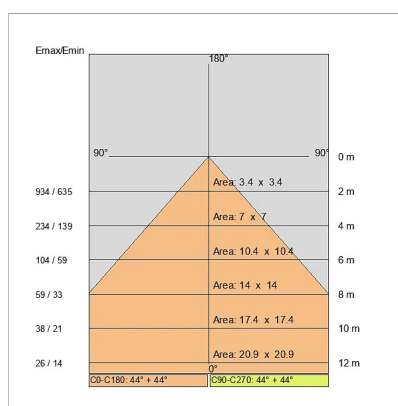 Emax/Emin
180°
90° 90° 0 m
Area: 3.4 x 3.4
934 / 635 2 m
Area: 7 x 7
234 / 139 4 m
Area: 10.4 x 10.4
104 / 59 6 m
Area: 14 x 14
59 / 33 8 m
Area: 17.4 x 17.4
38 / 21 10 m
Area: 20.9 x 20.9
26 / 14 12 m
0°
C0-C180: 44° + 44° C90-C270: 44° + 44°